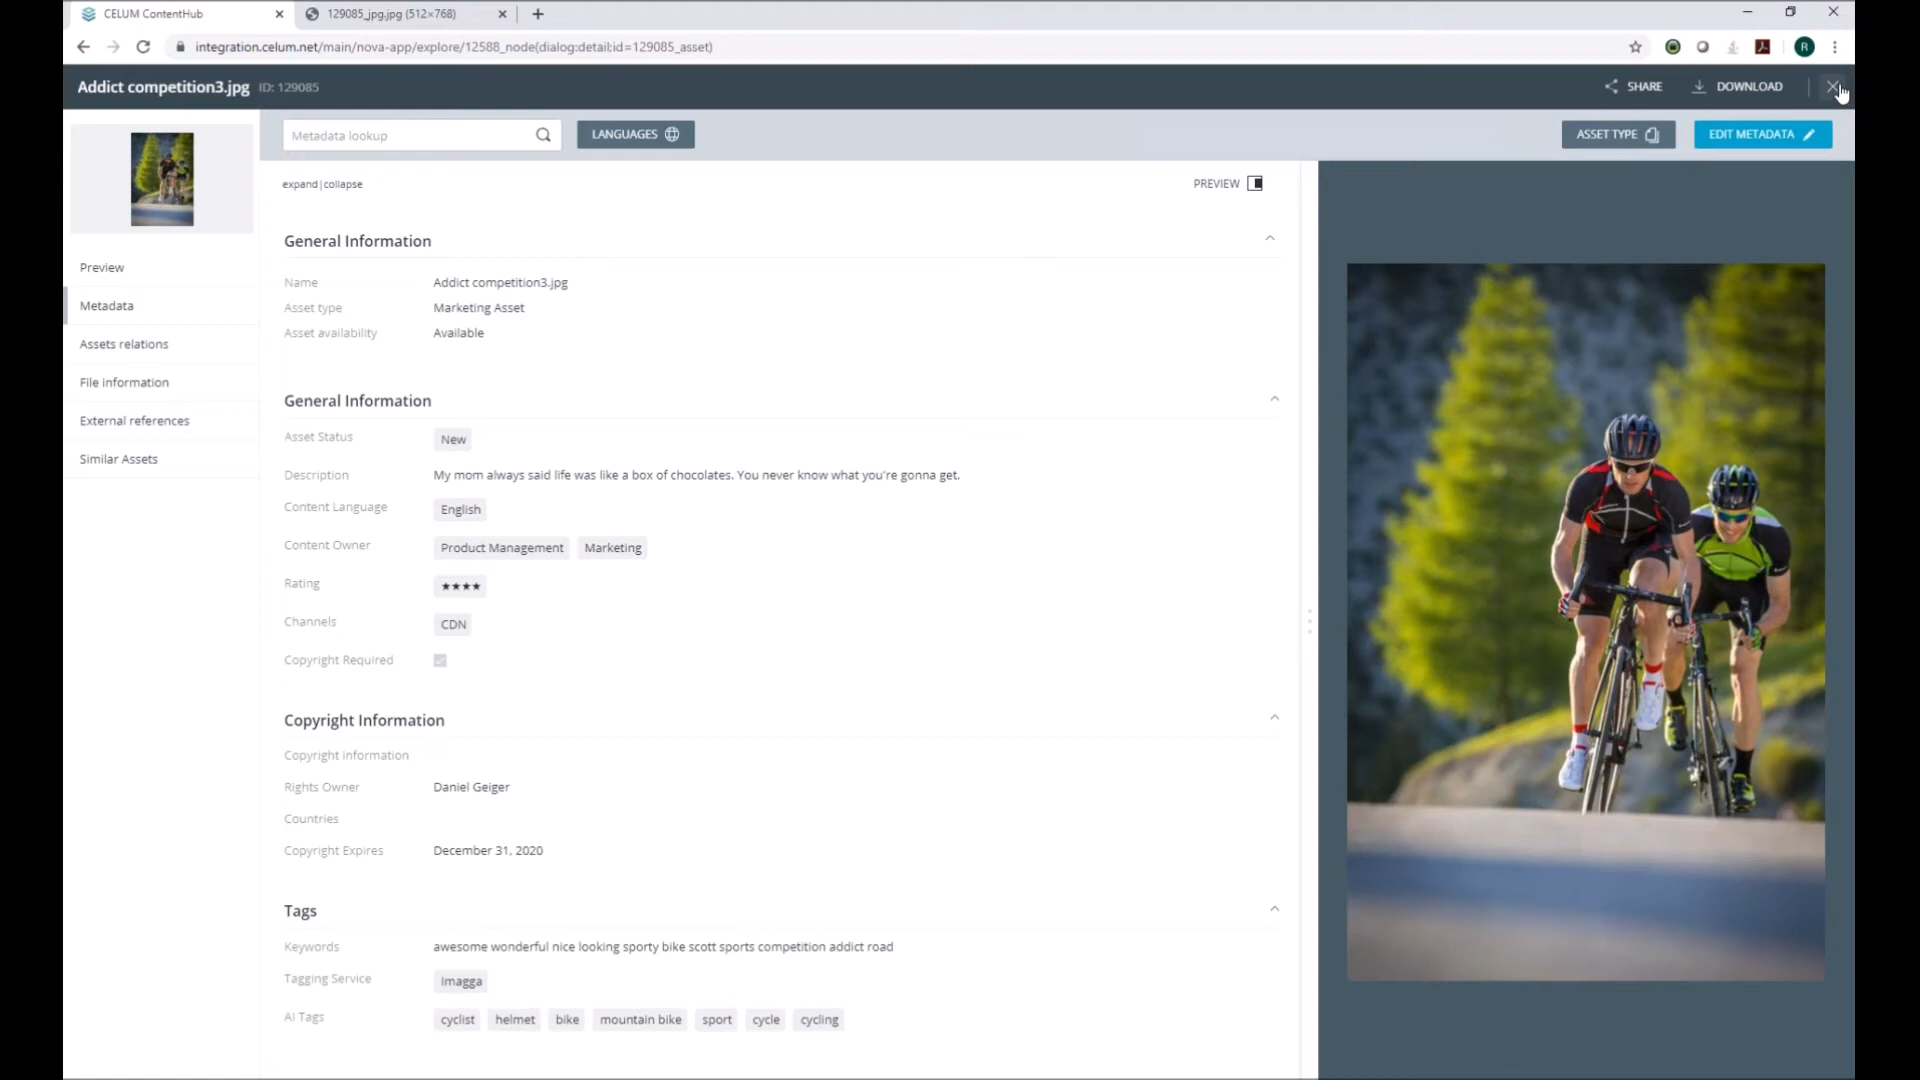 CELUM ContentHub
129085_jpg.jpg (512×768)
integration.celum.net/main/nova-app/explore/12588_node(dialog:detail;id=129085_asset)
R
Addict competition3.jpg ID: 129085
SHARE
DOWNLOAD
Metadata lookup
LANGUAGES
ASSET TYPE
EDIT METADATA
expand|collapse
PREVIEW
Preview
Metadata
Assets relations
File information
External references
Similar Assets
General Information
Name Addict competition3.jpg
Asset type Marketing Asset
Asset availability Available
General Information
Asset Status New
Description My mom always said life was like a box of chocolates. You never know what you're gonna get.
Content Language English
Content Owner Product Management Marketing
Rating ★★★★
Channels CDN
Copyright Required
Copyright Information
Copyright information
Rights Owner Daniel Geiger
Countries
Copyright Expires December 31, 2020
Tags
Keywords awesome wonderful nice looking sporty bike scott sports competition addict road
Tagging Service Imagga
AI Tags cyclist helmet bike mountain bike sport cycle cycling